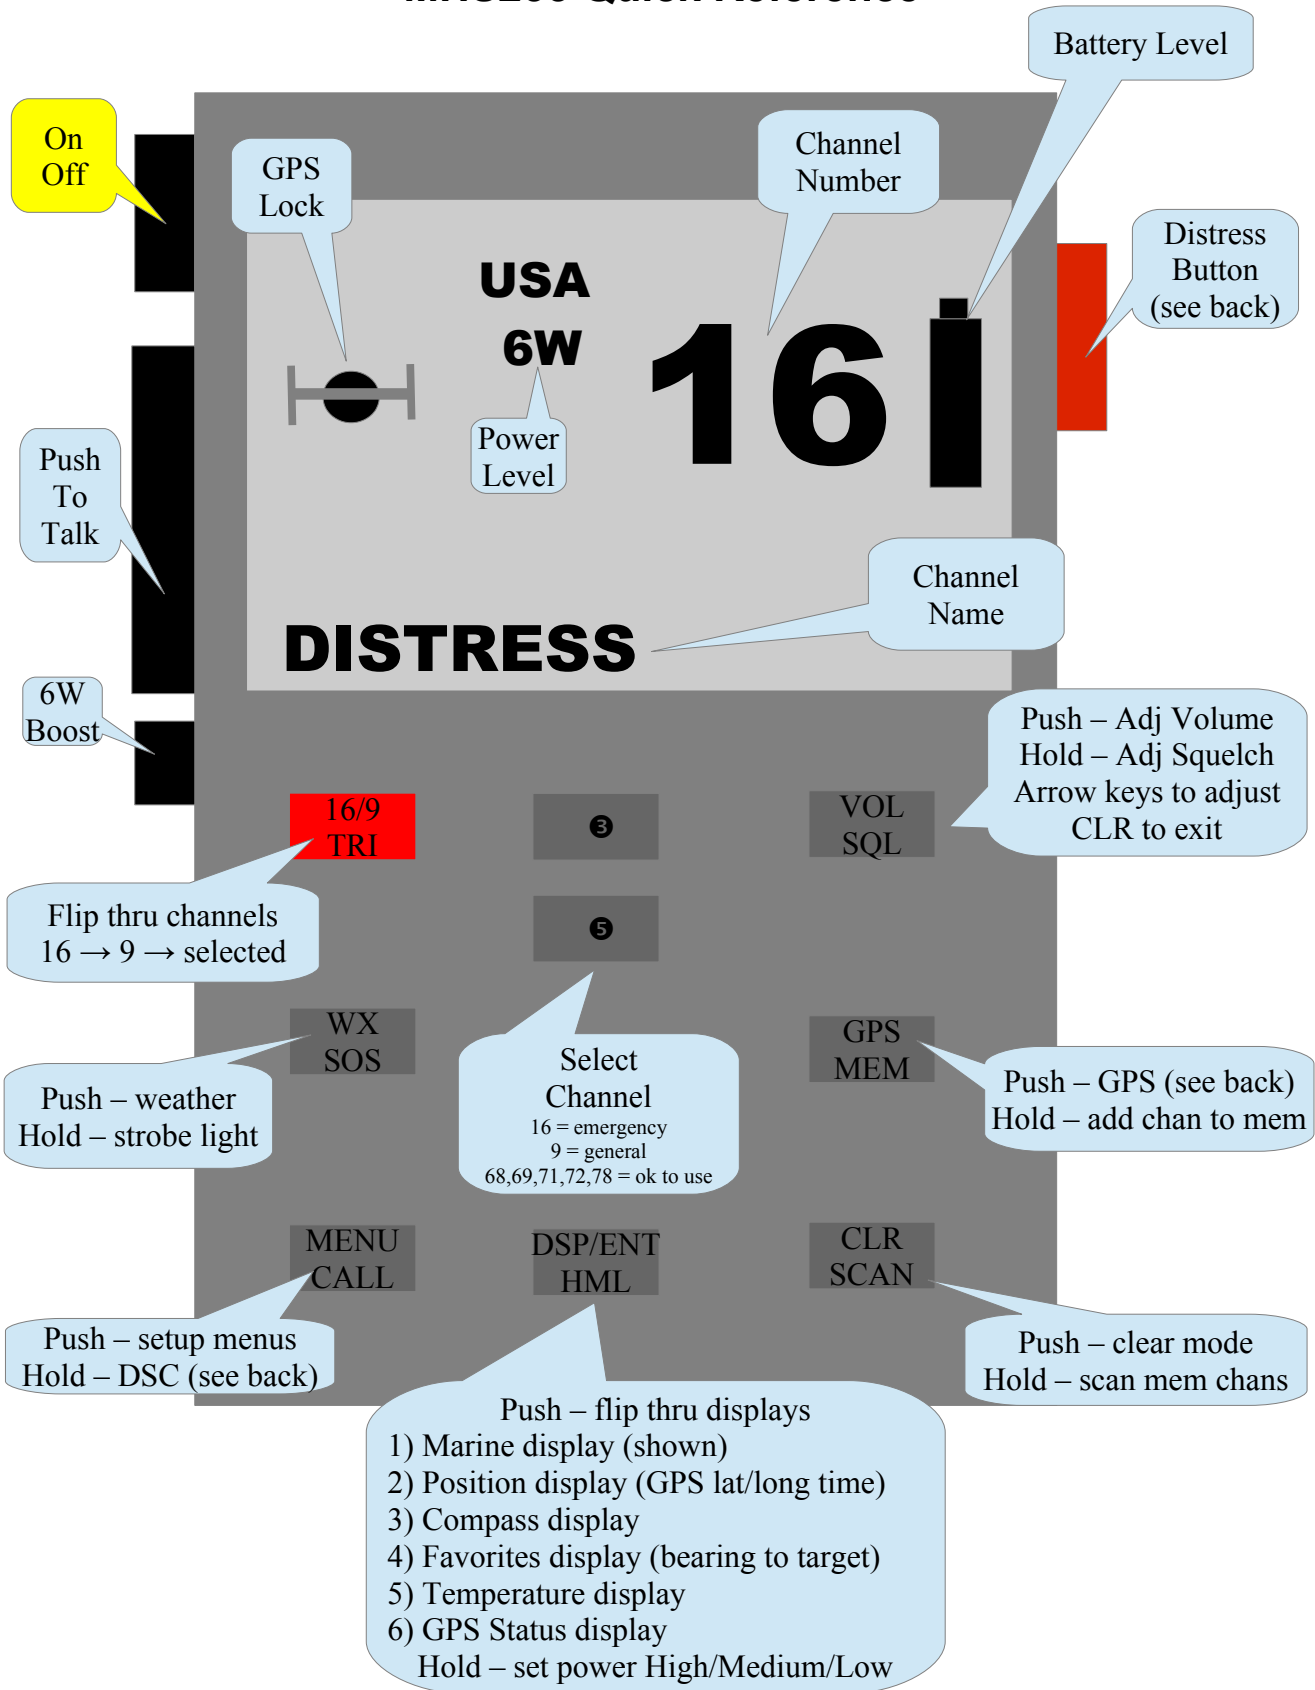 Battery Level
On
Off
GPS
Lock
Channel
Number
Distress
Button
(see back)
USA
6W
16
Power
Level
Push
To
Talk
Channel
Name
DISTRESS
6W
Boost
Push – Adj Volume
Hold – Adj Squelch
Arrow keys to adjust
CLR to exit
16/9
TRI
❸
VOL
SQL
Flip thru channels
16 → 9 → selected
❺
WX
SOS
GPS
MEM
Select
Channel
16 = emergency
9 = general
68,69,71,72,78 = ok to use
Push – weather
Hold – strobe light
Push – GPS (see back)
Hold – add chan to mem
MENU
CALL
DSP/ENT
HML
CLR
SCAN
Push – setup menus
Hold – DSC (see back)
Push – clear mode
Hold – scan mem chans
Push – flip thru displays
1) Marine display (shown)
2) Position display (GPS lat/long time)
3) Compass display
4) Favorites display (bearing to target)
5) Temperature display
6) GPS Status display
Hold – set power High/Medium/Low